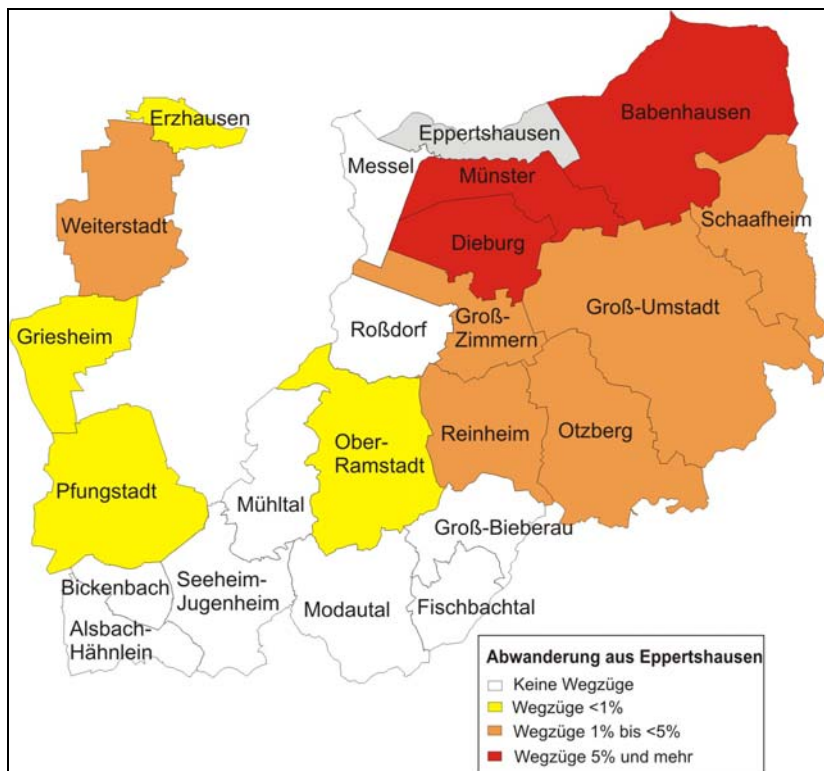 Erzhausen
Eppertshausen
Babenhausen
Messel
Münster
Schaafheim
Weiterstadt
Dieburg
Groß-Umstadt
Griesheim
Roßdorf
Groß-
Zimmern
Ober-
Ramstadt
Reinheim
Otzberg
Pfungstadt
Mühltal
Groß-Bieberau
Bickenbach
Seeheim-
Jugenheim
Modautal
Fischbachtal
Alsbach-
Hähnlein
Abwanderung aus Eppertshausen
Keine Wegzüge
Wegzüge <1%
Wegzüge 1% bis <5%
Wegzüge 5% und mehr